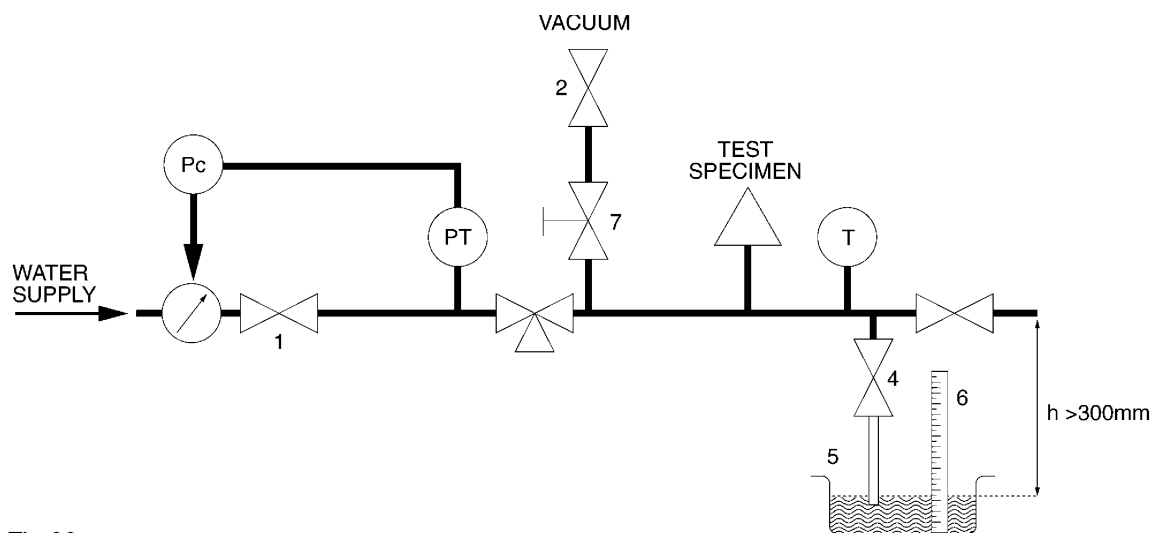 VACUUM
2
Pc
TEST
SPECIMEN
7
PT
T
WATER
SUPPLY
1
4
6
h >300mm
5